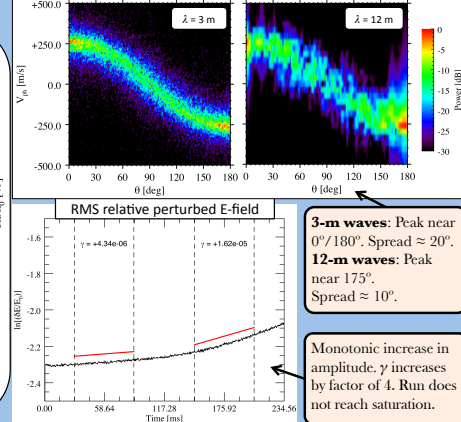 λ = 3 m
λ = 12 m
+500.0
+250.0
0.0
-250.0
-500.0
V_ph [m/s]
0 30 60 90 120 150 180
θ [deg]
0 30 60 90 120 150 180
θ [deg]
0
-5
-10
-15
-20
-25
-30
Power [dB]
RMS relative perturbed E-field
γ = +4.34e-06
γ = +1.62e-05
-1.6
-1.8
-2.0
-2.2
-2.4
ln[⟨δE/E₀⟩]
0.00 58.64 117.28 175.92 234.56
Time [ms]
3-m waves: Peak near
0º/180º. Spread ≈ 20º.
12-m waves: Peak
near 175º.
Spread ≈ 10º.
Monotonic increase in
amplitude. γ increases
by factor of 4. Run does
not reach saturation.